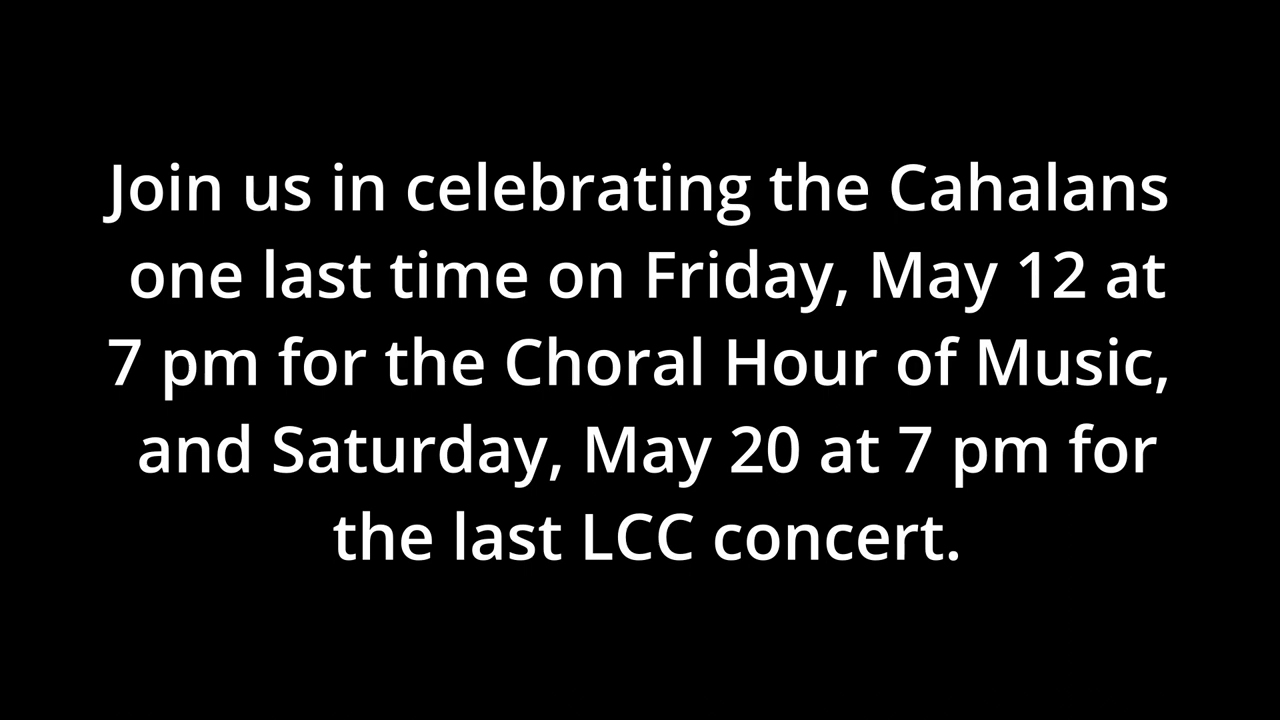 Join us in celebrating the Cahalans
one last time on Friday, May 12 at
7 pm for the Choral Hour of Music,
and Saturday, May 20 at 7 pm for
the last LCC concert.